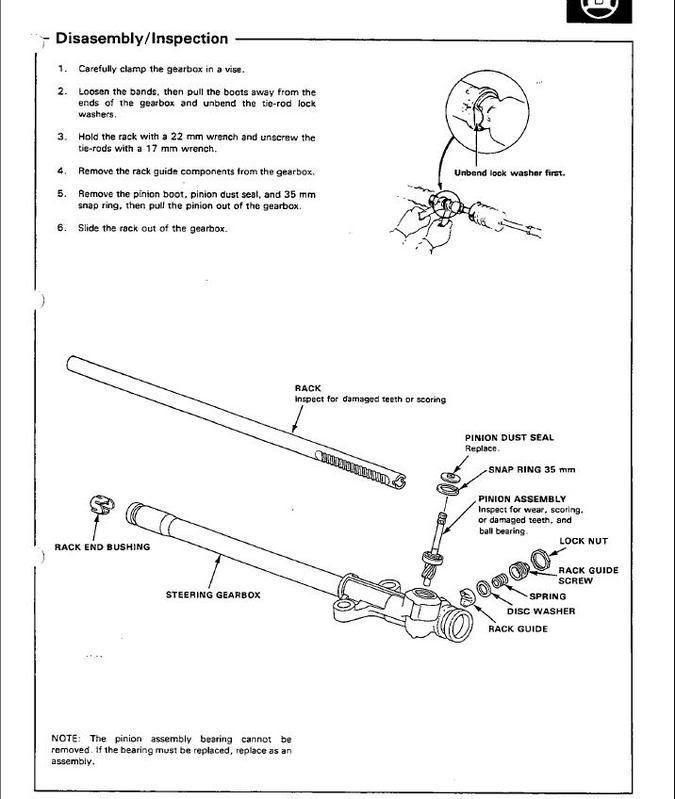 Disassembly/Inspection
1. Carefully clamp the gearbox in a vise.
2. Loosen the bands, then pull the boots away from the
ends of the gearbox and unbend the tie-rod lock
washers.
3. Hold the rack with a 22 mm wrench and unscrew the
tie-rods with a 17 mm wrench.
4. Remove the rack guide components from the gearbox.
5. Remove the pinion boot, pinion dust seal, and 35 mm
snap ring, then pull the pinion out of the gearbox.
6. Slide the rack out of the gearbox.
Unbend lock washer first.
RACK
Inspect for damaged teeth or scoring
PINION DUST SEAL
Replace.
SNAP RING 35 mm
PINION ASSEMBLY
Inspect for wear, scoring,
or damaged teeth, and
ball bearing.
LOCK NUT
RACK GUIDE
SCREW
SPRING
DISC WASHER
RACK GUIDE
RACK END BUSHING
STEERING GEARBOX
NOTE: The pinion assembly bearing cannot be
removed. If the bearing must be replaced, replace as an
assembly.